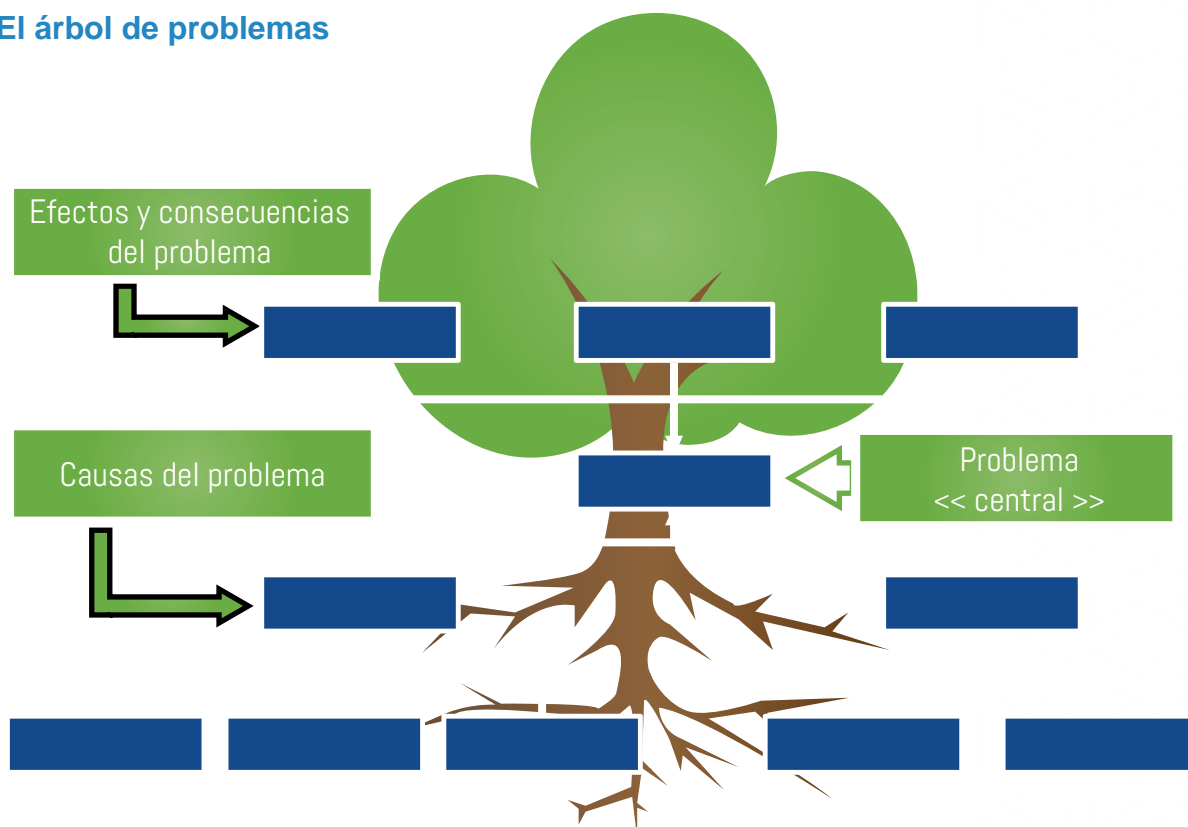 El árbol de problemas
Efectos y consecuencias
del problema
Causas del problema
Problema
<< central >>